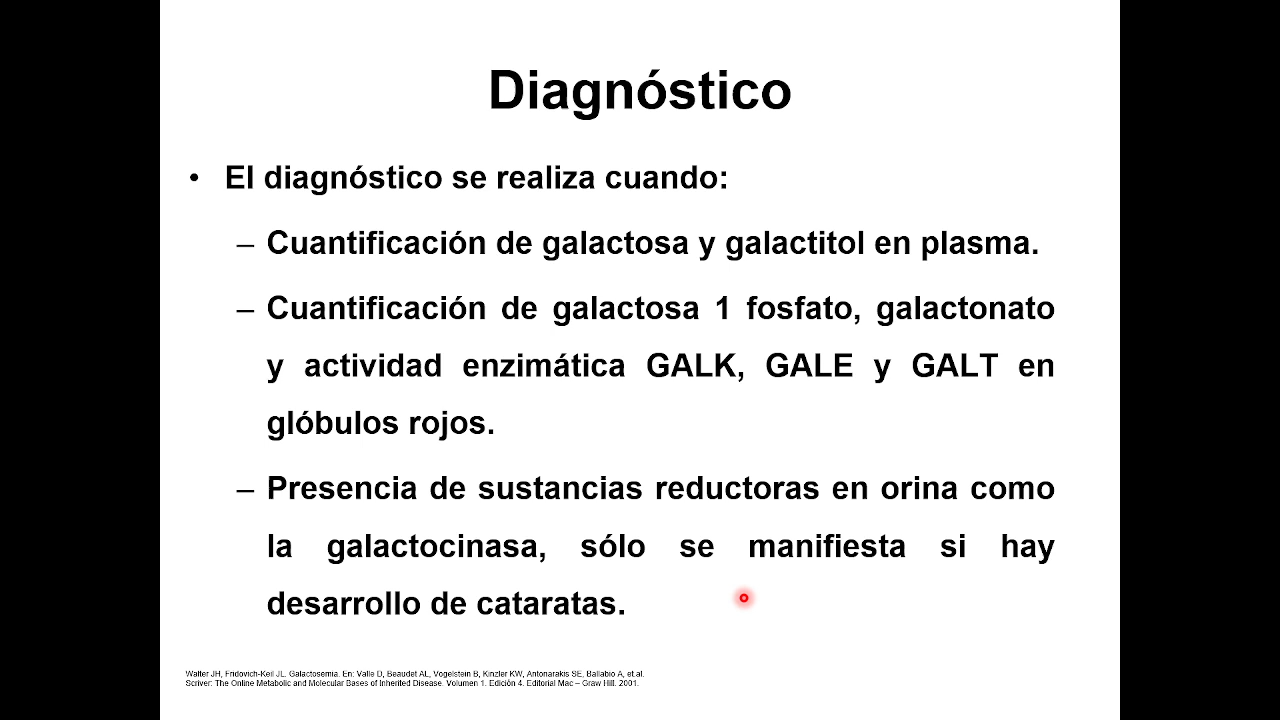 Diagnóstico
• El diagnóstico se realiza cuando:
– Cuantificación de galactosa y galactitol en plasma.
– Cuantificación de galactosa 1 fosfato, galactonato
y actividad enzimática GALK, GALE y GALT en
glóbulos rojos.
– Presencia de sustancias reductoras en orina como
la galactocinasa, sólo se manifiesta si hay
desarrollo de cataratas.
Walter JH, Fridovich-Keil JL. Galactosemia. En: Valle D, Beaudet AL, Vogelstein B, Kinzler KW, Antonarakis SE, Ballabio A, et.al.
Scriver: The Online Metabolic and Molecular Bases of Inherited Disease. Volumen 1. Edición 4. Editorial Mac – Graw Hill. 2001.